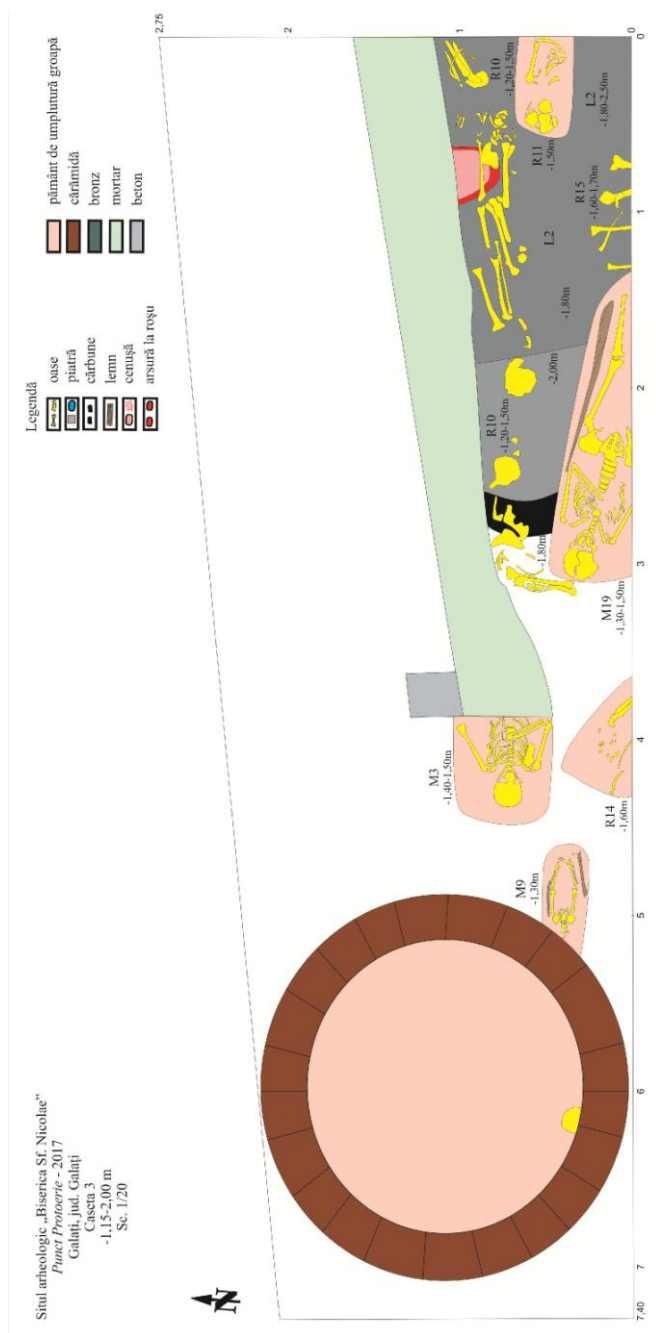 Situl arheologic „Biserica Sf. Nicolae”
Punct Protoerie - 2017
Galați, jud. Galați
Caseta 3
-1,15-2,00 m
Sc. 1/20
N
Legendă
oase
piatră
cărbune
lemn
cenușă
arsură la roșu
pământ de umplutură groapă
cărămidă
bronz
mortar
beton
2,75
2
1
0
1
2
3
4
5
6
7
7,40
R10
-1,20-1,50m
R11
-1,50m
L2
-1,80-2,50m
R15
-1,60-1,70m
L2
-1,80m
-2,00m
R10
-1,20-1,50m
-1,80m
M19
-1,30-1,50m
M3
-1,40-1,50m
R14
-1,60m
M9
-1,30m